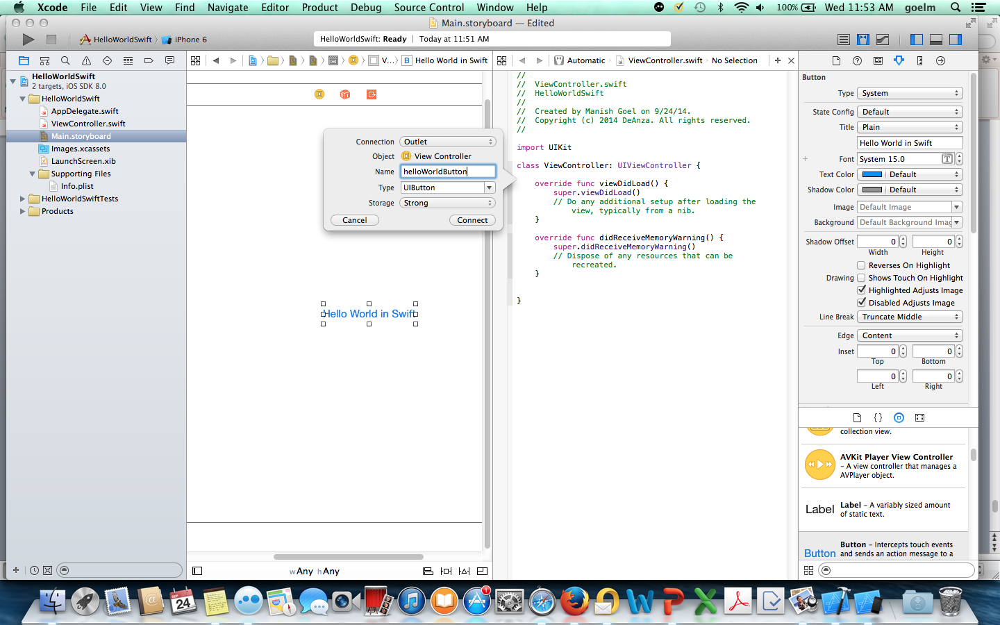 Xcode File Edit View Find Navigate Editor Product Debug Source Control Window Help 100% Wed 11:53 AM goelm
Main.storyboard — Edited
HelloWorldSwift iPhone 6 HelloWorldSwift: Ready Today at 11:51 AM
V... B Hello World in Swift Automatic ViewController.swift No Selection
HelloWorldSwift
2 targets, iOS SDK 8.0
HelloWorldSwift
AppDelegate.swift
ViewController.swift
Main.storyboard
Images.xcassets
LaunchScreen.xib
Supporting Files
Info.plist
HelloWorldSwiftTests
Products
Connection Outlet
Object View Controller
Name helloWorldButton
Type UIButton
Storage Strong
Cancel Connect
Hello World in Swift
wAny hAny
//
//  ViewController.swift
//  HelloWorldSwift
//
//  Created by Manish Goel on 9/24/14.
//  Copyright (c) 2014 DeAnza. All rights reserved.
//
import UIKit
class ViewController: UIViewController {
override func viewDidLoad() {
super.viewDidLoad()
// Do any additional setup after loading the
view, typically from a nib.
}
override func didReceiveMemoryWarning() {
super.didReceiveMemoryWarning()
// Dispose of any resources that can be
recreated.
}
}
Button
Type System
State Config Default
Title Plain
Hello World in Swift
Font System 15.0 T
Text Color Default
Shadow Color Default
Image Default Image
Background Default Background Imag
Shadow Offset 0 0
Width Height
Reverses On Highlight
Drawing Shows Touch On Highlight
Highlighted Adjusts Image
Disabled Adjusts Image
Line Break Truncate Middle
Edge Content
Inset 0 0
Top Bottom
0 0
Left Right
{}
collection view.
AVKit Player View Controller
– A view controller that manages a
AVPlayer object.
Label Label – A variably sized amount
of static text.
Button Button – Intercepts touch events
and sends an action message to a
SEP
24
1